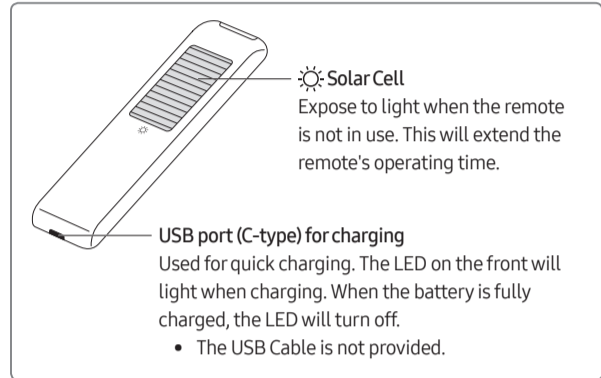 Solar Cell
Expose to light when the remote
is not in use. This will extend the
remote's operating time.
USB port (C-type) for charging
Used for quick charging. The LED on the front will
light when charging. When the battery is fully
charged, the LED will turn off.
• The USB Cable is not provided.